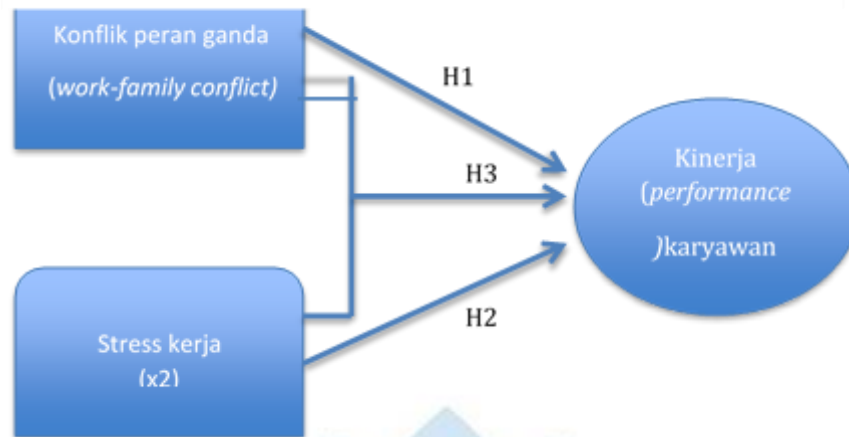 Konflik peran ganda
(work-family conflict)
H1
H3
Kinerja
(performance
)karyawan
H2
Stress kerja
(x2)